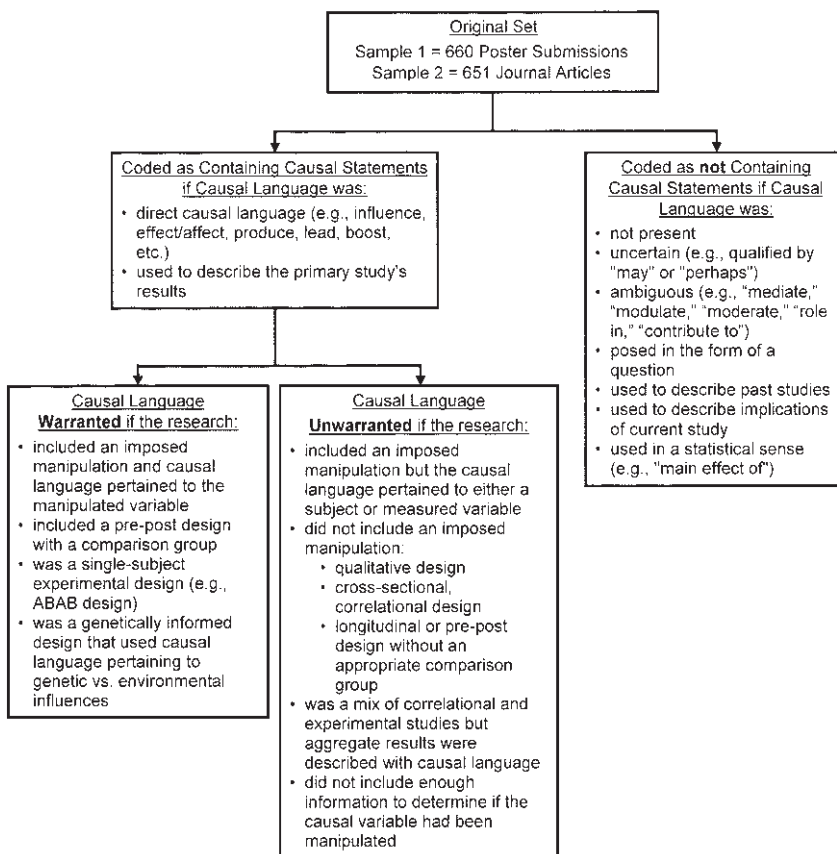 Original Set
Sample 1 = 660 Poster Submissions
Sample 2 = 651 Journal Articles
Coded as Containing Causal Statements
if Causal Language was:
• direct causal language (e.g., influence,
effect/affect, produce, lead, boost,
etc.)
• used to describe the primary study's
results
Coded as not Containing
Causal Statements if Causal
Language was:
• not present
• uncertain (e.g., qualified by
"may" or "perhaps")
• ambiguous (e.g., "mediate,"
"modulate," "moderate," "role
in," "contribute to")
• posed in the form of a
question
• used to describe past studies
• used to describe implications
of current study
• used in a statistical sense
(e.g., "main effect of")
Causal Language
Warranted if the research:
• included an imposed
manipulation and causal
language pertained to the
manipulated variable
• included a pre-post design
with a comparison group
• was a single-subject
experimental design (e.g.,
ABAB design)
• was a genetically informed
design that used causal
language pertaining to
genetic vs. environmental
influences
Causal Language
Unwarranted if the research:
• included an imposed
manipulation but the causal
language pertained to either a
subject or measured variable
• did not include an imposed
manipulation:
• qualitative design
• cross-sectional,
correlational design
• longitudinal or pre-post
design without an
appropriate comparison
group
• was a mix of correlational and
experimental studies but
aggregate results were
described with causal language
• did not include enough
information to determine if the
causal variable had been
manipulated